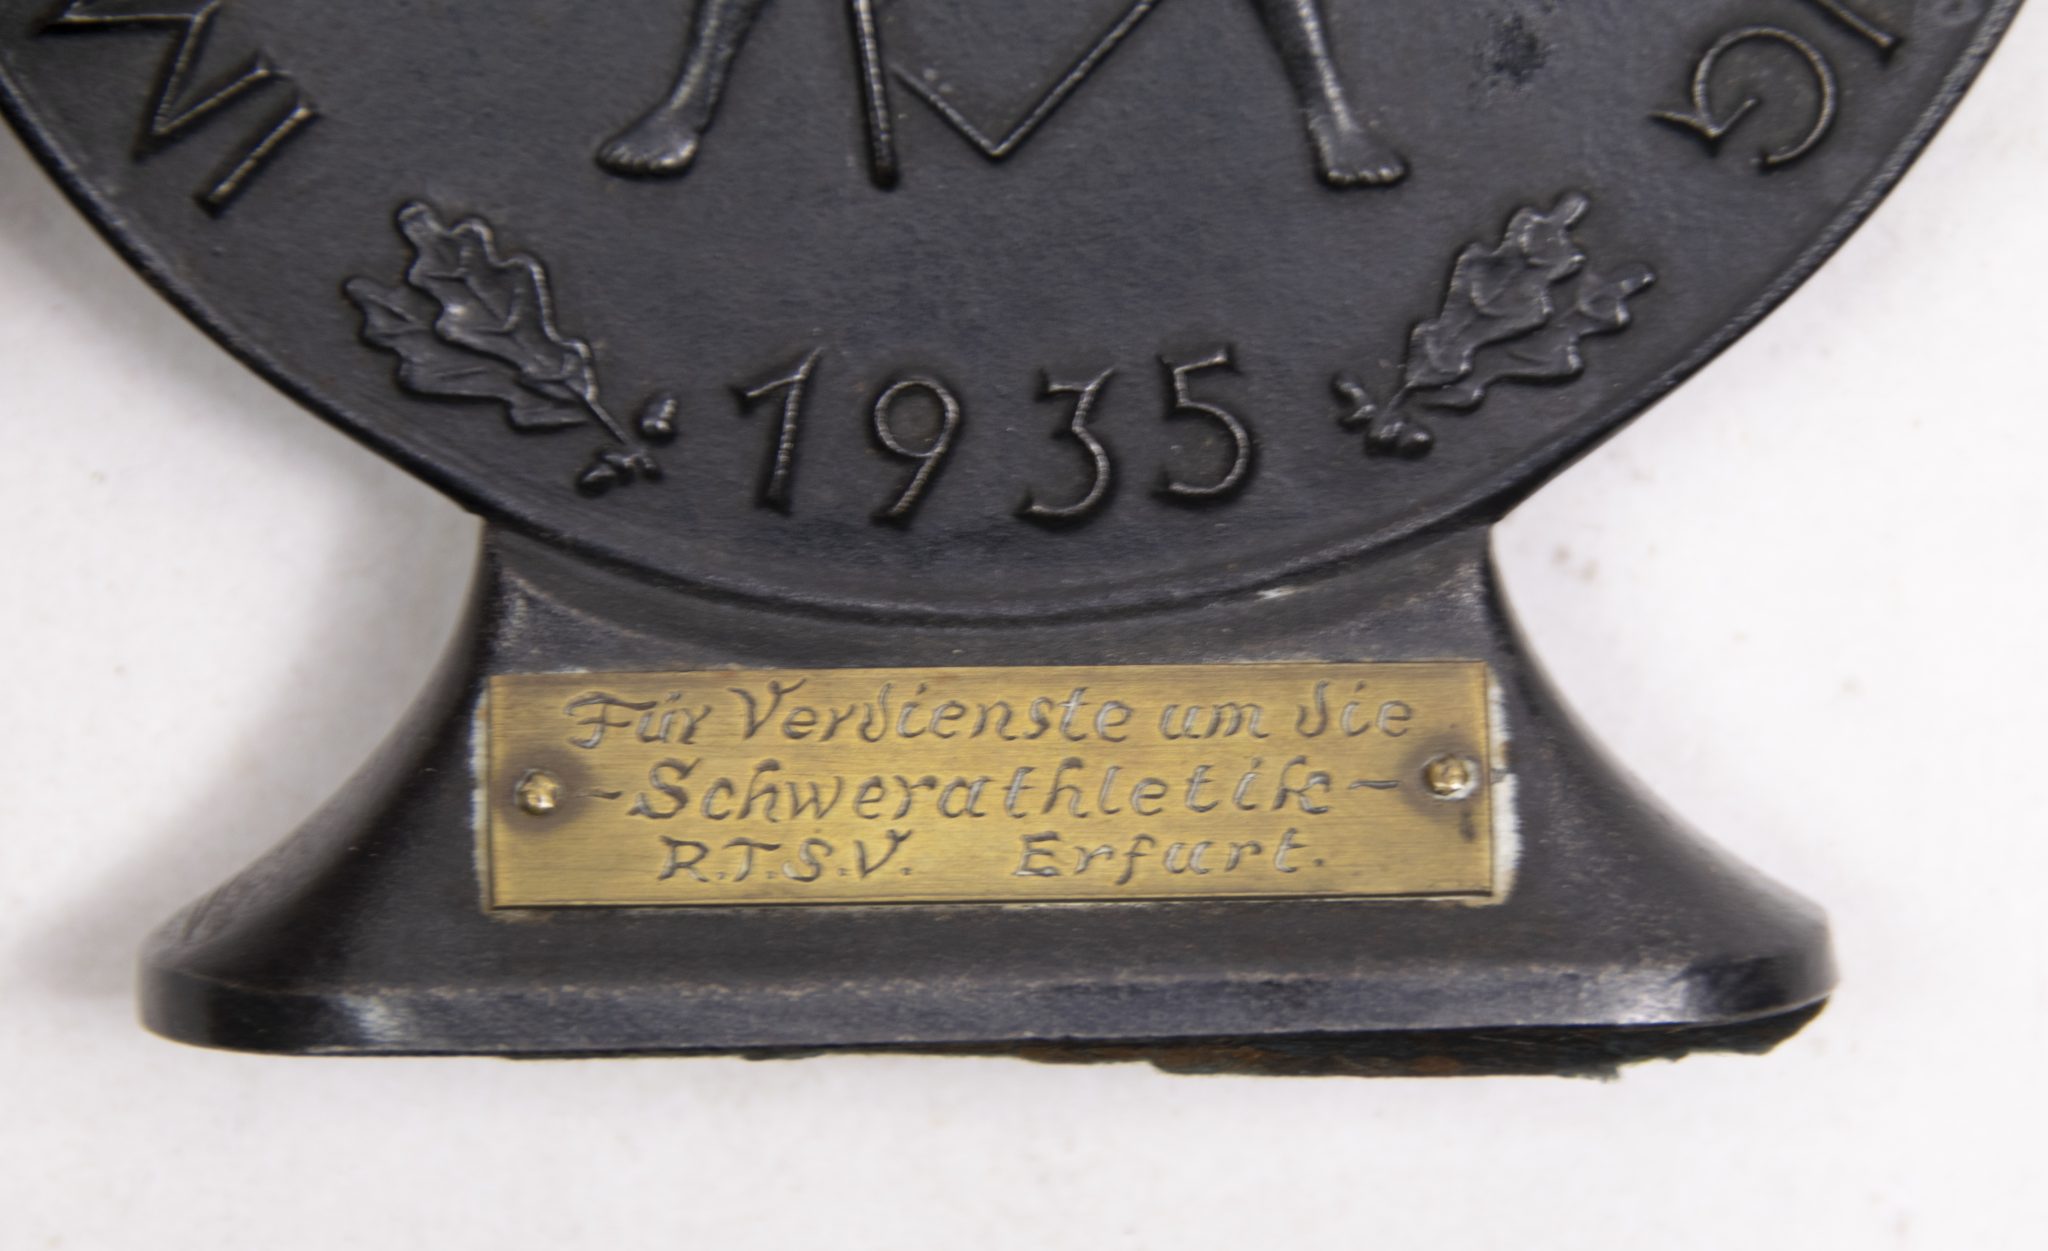 1935
Für Verdienste um die
- Schwerathletik -
R.T.S.V. Erfurt.